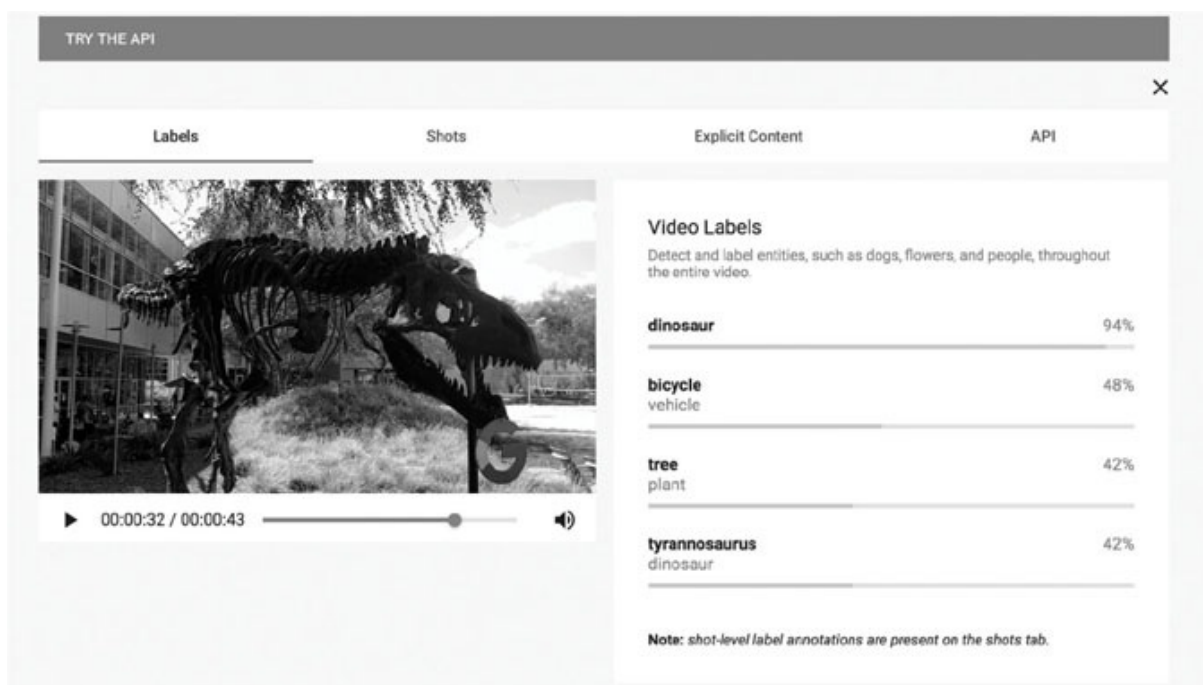 TRY THE API
Labels
Shots
Explicit Content
API
Video Labels
Detect and label entities, such as dogs, flowers, and people, throughout
the entire video.
dinosaur 94%
bicycle 48%
vehicle
tree 42%
plant
tyrannosaurus 42%
dinosaur
Note: shot-level label annotations are present on the shots tab.
G
00:00:32 / 00:00:43